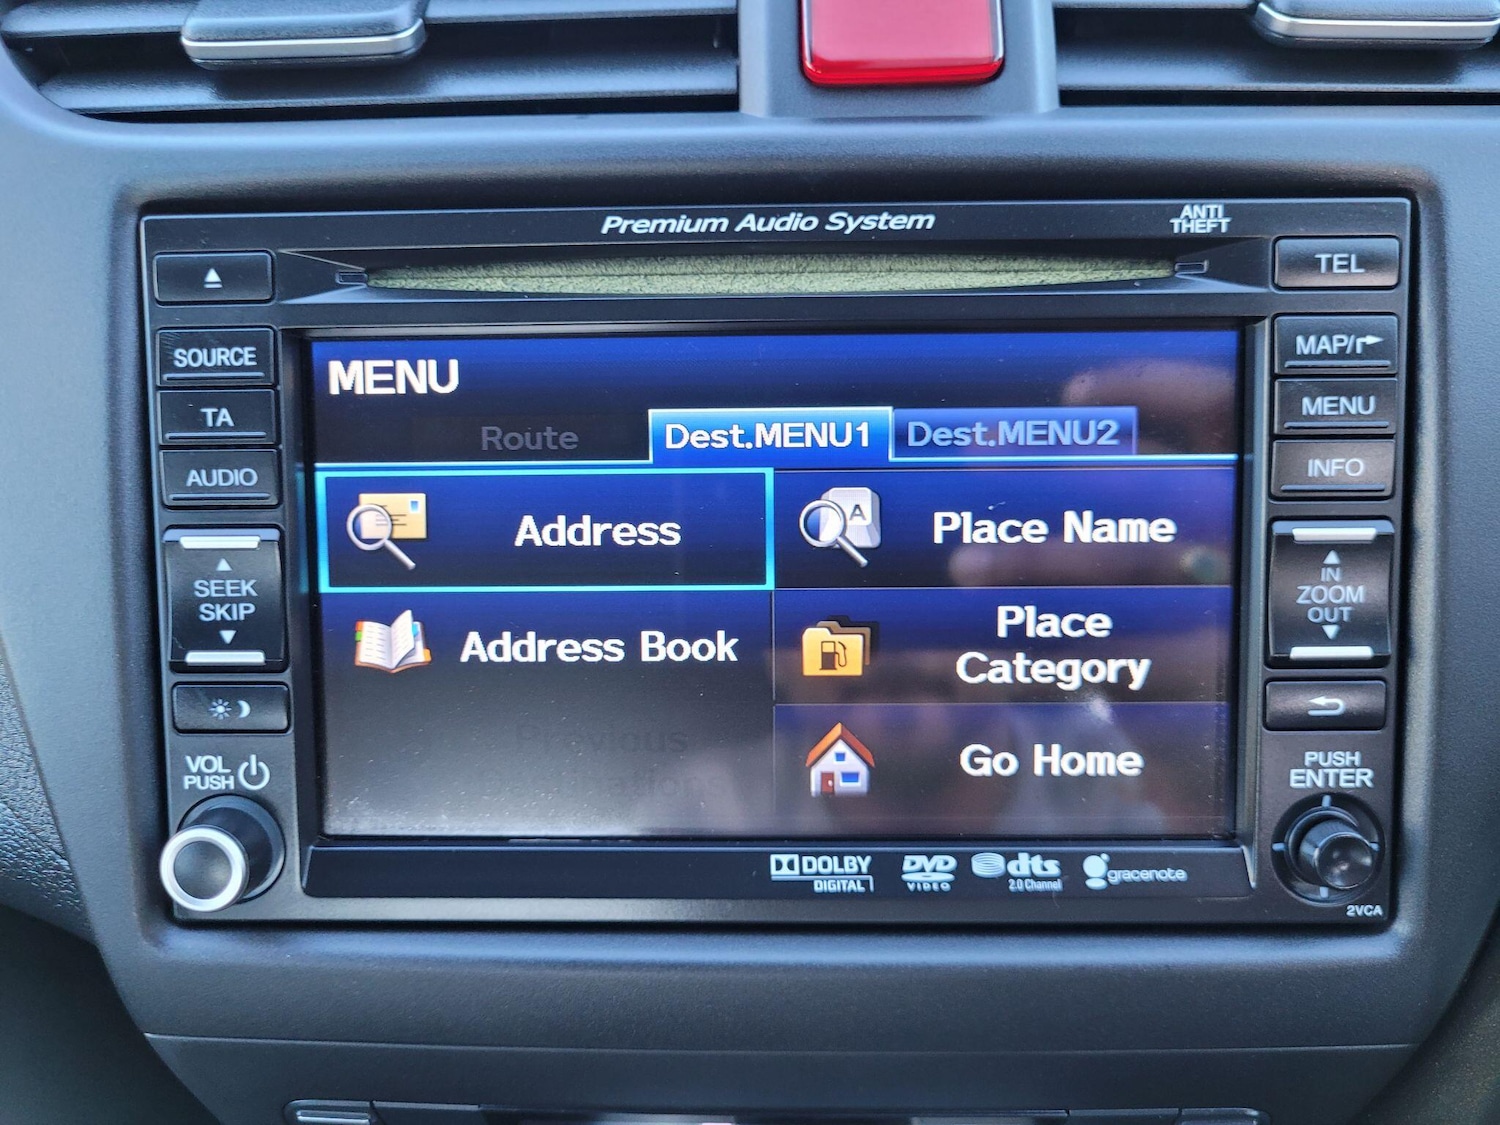 Premium Audio System
ANTI
THEFT
TEL
SOURCE
MAP/
TA
MENU
AUDIO
INFO
MENU
Route
Dest.MENU1
Dest.MENU2
Address
A
Place Name
Address Book
Place
Category
Previous
Destinations
Go Home
SEEK
SKIP
IN
ZOOM
OUT
VOL
PUSH
PUSH
ENTER
DOLBY
DIGITAL
DVD
VIDEO
dts
2.0 Channel
gracenote
2VCA